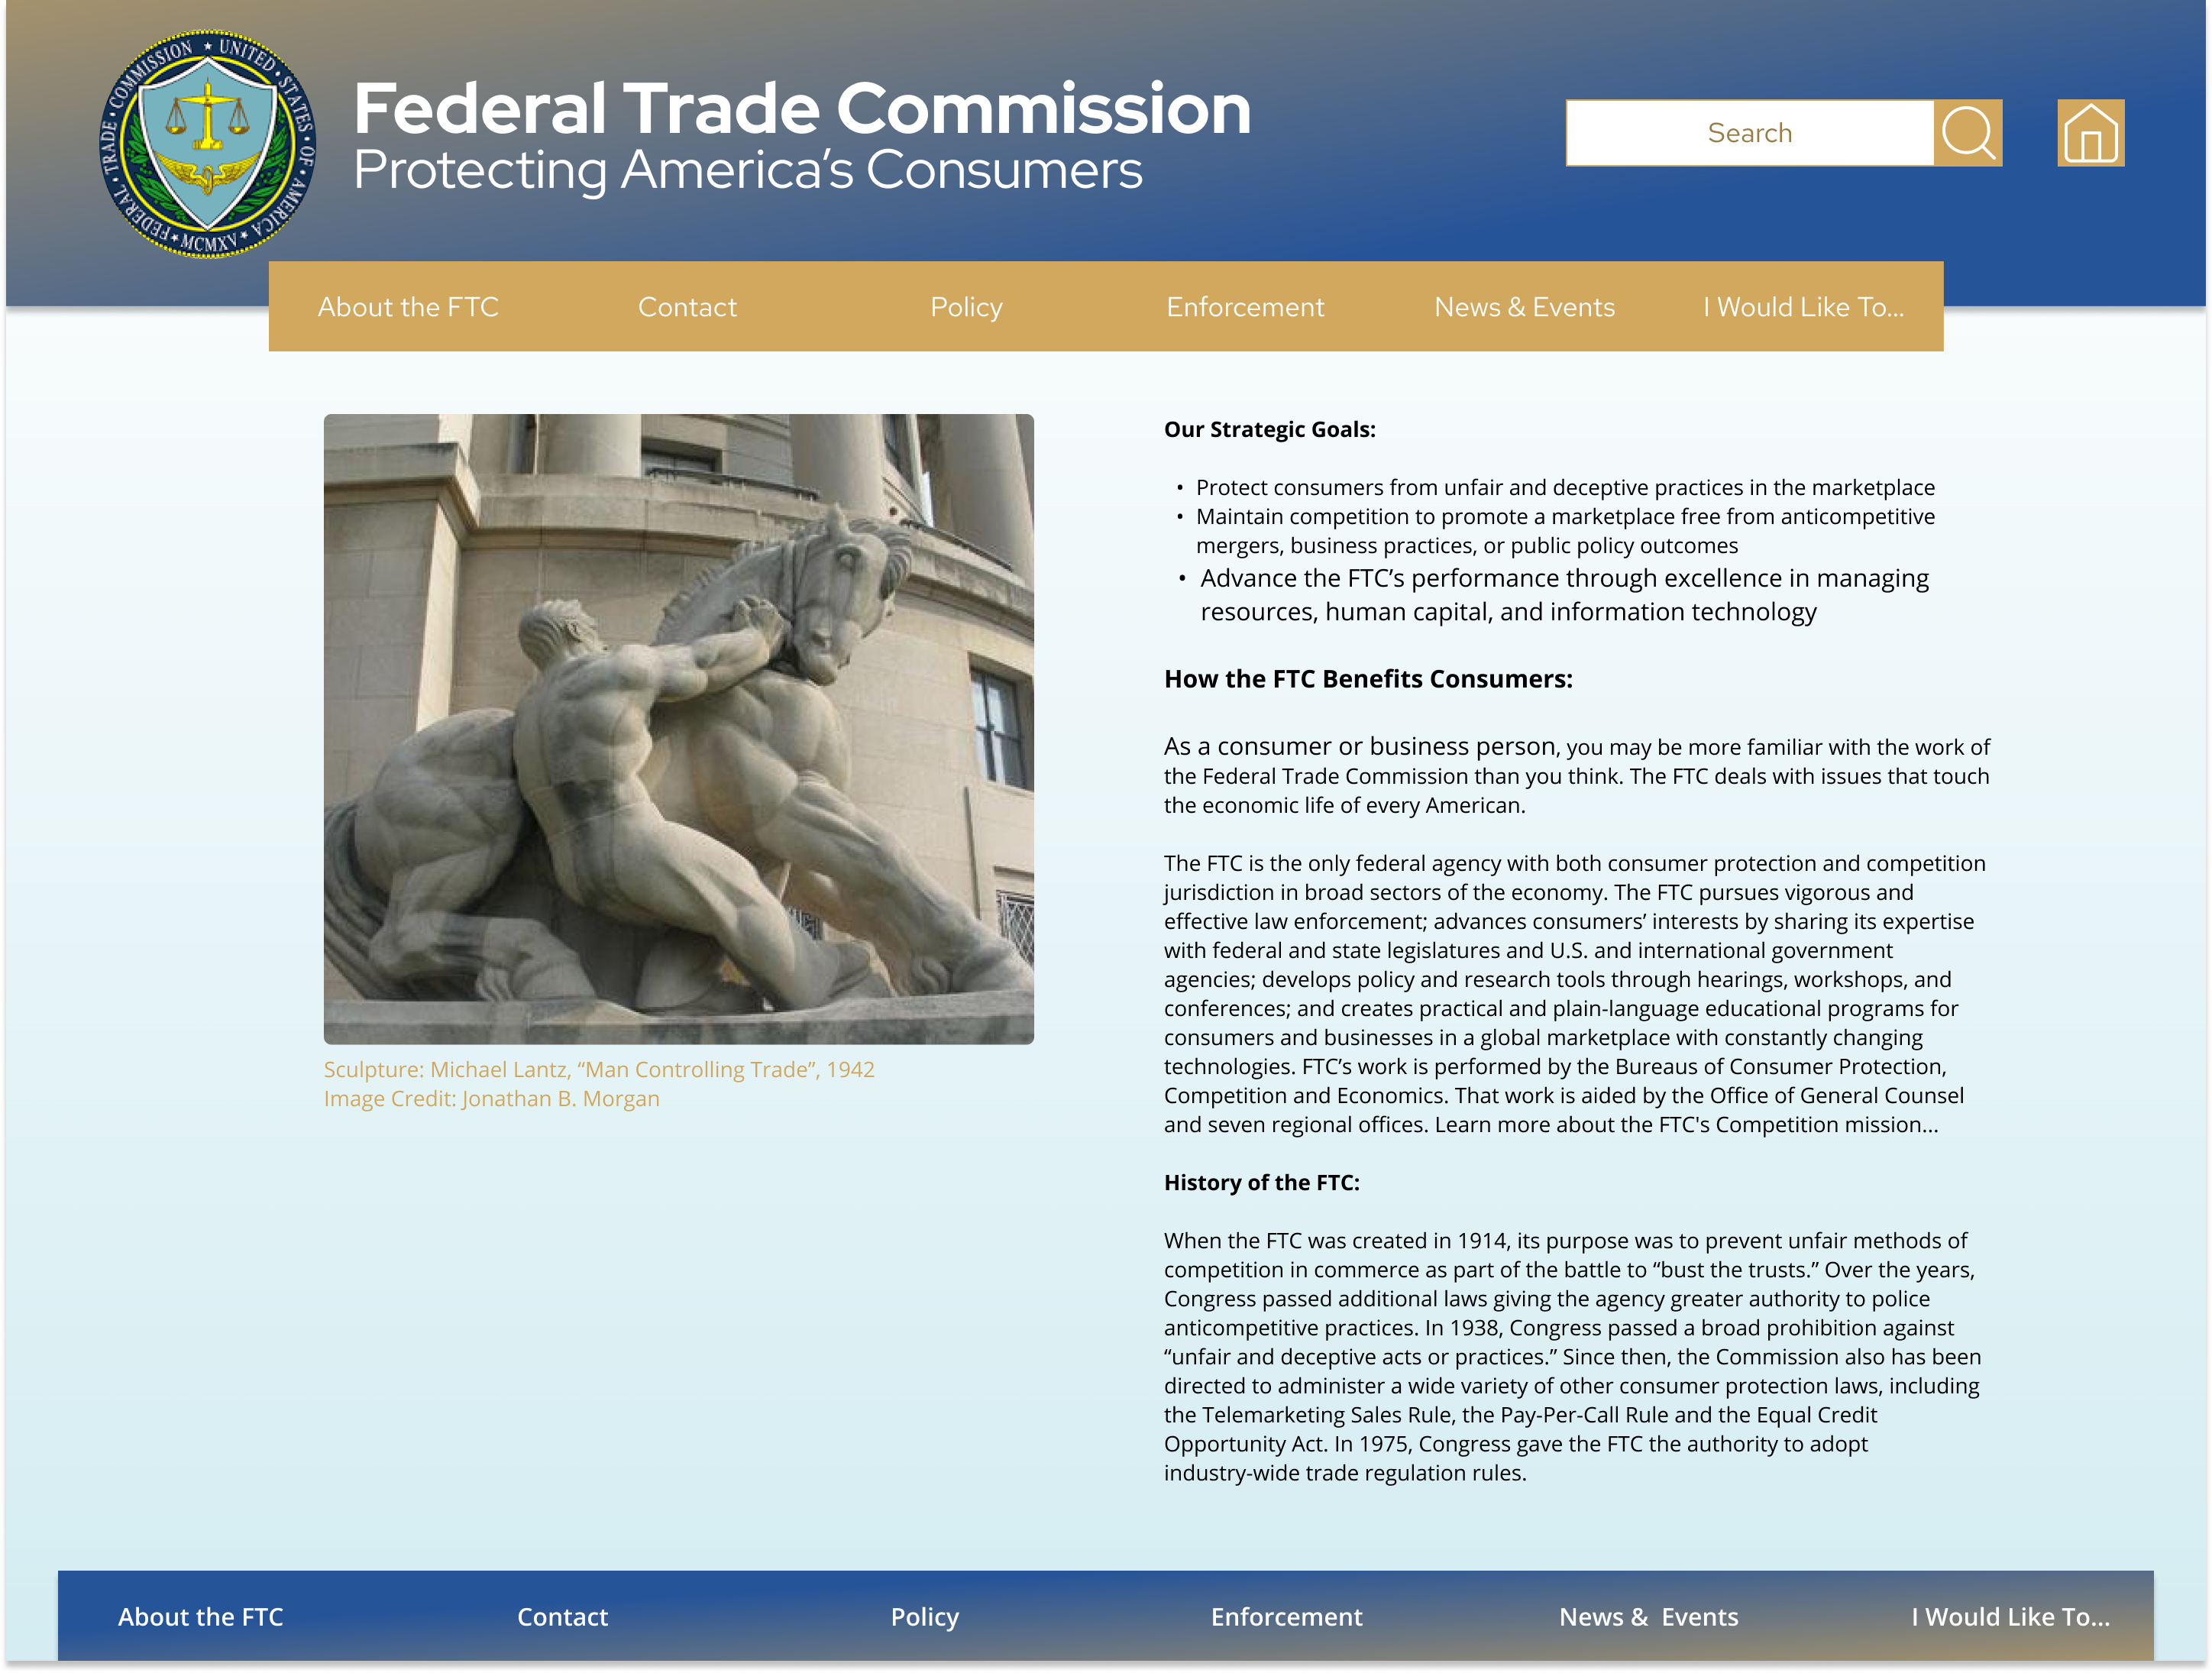 FEDERAL TRADE COMMISSION ★ UNITED STATES OF AMERICA ★ MCMXV ★
Federal Trade Commission
Protecting America’s Consumers
Search
About the FTC
Contact
Policy
Enforcement
News & Events
I Would Like To...
Sculpture: Michael Lantz, “Man Controlling Trade”, 1942
Image Credit: Jonathan B. Morgan
Our Strategic Goals:
• Protect consumers from unfair and deceptive practices in the marketplace
• Maintain competition to promote a marketplace free from anticompetitive
mergers, business practices, or public policy outcomes
• Advance the FTC’s performance through excellence in managing
resources, human capital, and information technology
How the FTC Benefits Consumers:
As a consumer or business person, you may be more familiar with the work of
the Federal Trade Commission than you think. The FTC deals with issues that touch
the economic life of every American.
The FTC is the only federal agency with both consumer protection and competition
jurisdiction in broad sectors of the economy. The FTC pursues vigorous and
effective law enforcement; advances consumers’ interests by sharing its expertise
with federal and state legislatures and U.S. and international government
agencies; develops policy and research tools through hearings, workshops, and
conferences; and creates practical and plain-language educational programs for
consumers and businesses in a global marketplace with constantly changing
technologies. FTC’s work is performed by the Bureaus of Consumer Protection,
Competition and Economics. That work is aided by the Office of General Counsel
and seven regional offices. Learn more about the FTC's Competition mission...
History of the FTC:
When the FTC was created in 1914, its purpose was to prevent unfair methods of
competition in commerce as part of the battle to “bust the trusts.” Over the years,
Congress passed additional laws giving the agency greater authority to police
anticompetitive practices. In 1938, Congress passed a broad prohibition against
“unfair and deceptive acts or practices.” Since then, the Commission also has been
directed to administer a wide variety of other consumer protection laws, including
the Telemarketing Sales Rule, the Pay-Per-Call Rule and the Equal Credit
Opportunity Act. In 1975, Congress gave the FTC the authority to adopt
industry-wide trade regulation rules.
About the FTC
Contact
Policy
Enforcement
News &  Events
I Would Like To...